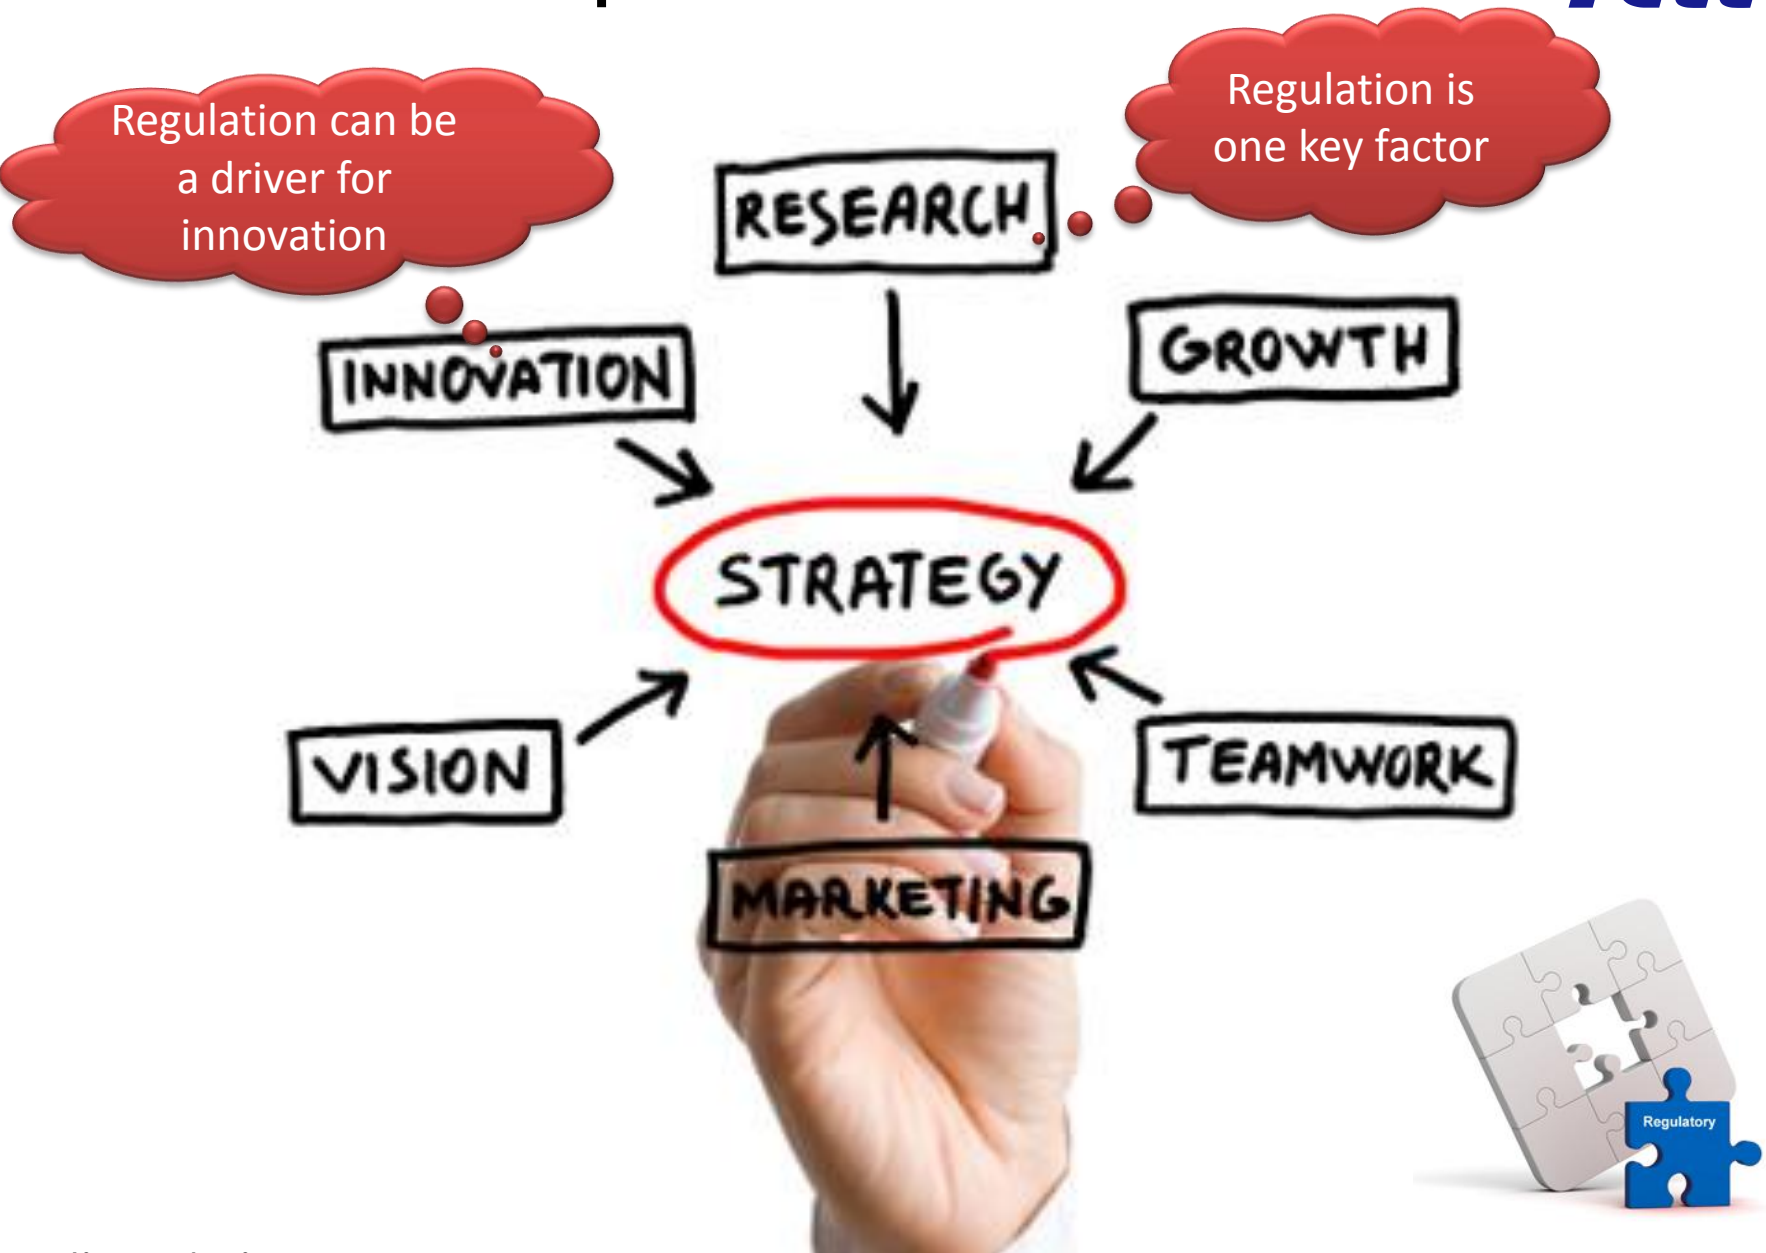 Regulation can be
a driver for
innovation
Regulation is
one key factor
RESEARCH
INNOVATION
GROWTH
STRATEGY
VISION
TEAMWORK
MARKETING
Regulatory